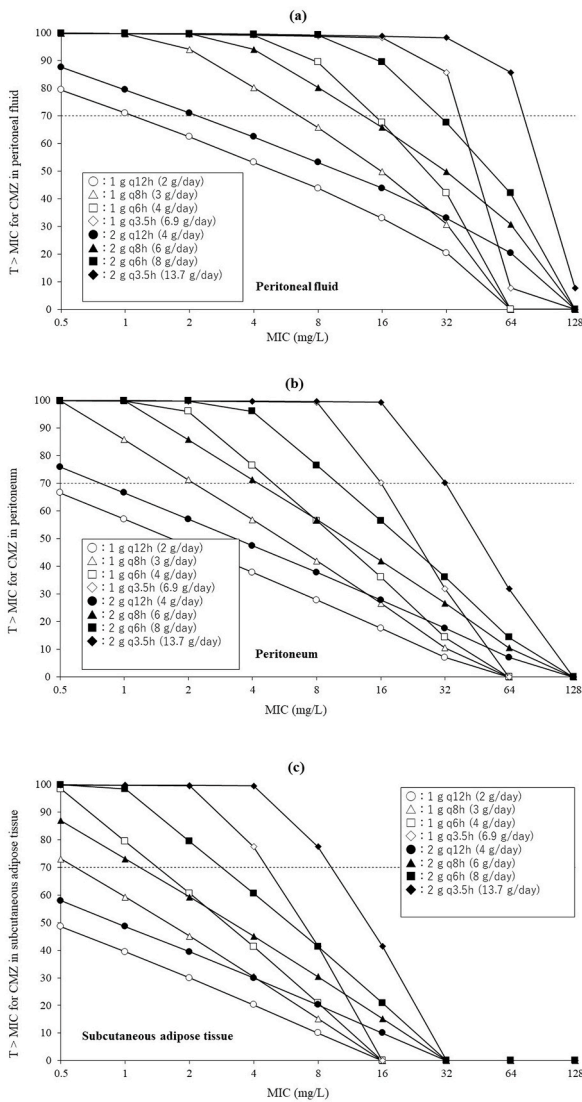 (a)
T > MIC for CMZ in peritoneal fluid
100
90
80
70
60
50
40
30
20
10
0
○ : 1 g q12h (2 g/day)
△ : 1 g q8h (3 g/day)
□ : 1 g q6h (4 g/day)
◇ : 1 g q3.5h (6.9 g/day)
● : 2 g q12h (4 g/day)
▲ : 2 g q8h (6 g/day)
■ : 2 g q6h (8 g/day)
◆ : 2 g q3.5h (13.7 g/day)
Peritoneal fluid
0.5 1 2 4 8 16 32 64 128
MIC (mg/L)
(b)
T > MIC for CMZ in peritoneum
100
90
80
70
60
50
40
30
20
10
0
○ : 1 g q12h (2 g/day)
△ : 1 g q8h (3 g/day)
□ : 1 g q6h (4 g/day)
◇ : 1 g q3.5h (6.9 g/day)
● : 2 g q12h (4 g/day)
▲ : 2 g q8h (6 g/day)
■ : 2 g q6h (8 g/day)
◆ : 2 g q3.5h (13.7 g/day)
Peritoneum
0.5 1 2 4 8 16 32 64 128
MIC (mg/L)
(c)
T > MIC for CMZ in subcutaneous adipose tissue
100
90
80
70
60
50
40
30
20
10
0
○ : 1 g q12h (2 g/day)
△ : 1 g q8h (3 g/day)
□ : 1 g q6h (4 g/day)
◇ : 1 g q3.5h (6.9 g/day)
● : 2 g q12h (4 g/day)
▲ : 2 g q8h (6 g/day)
■ : 2 g q6h (8 g/day)
◆ : 2 g q3.5h (13.7 g/day)
Subcutaneous adipose tissue
0.5 1 2 4 8 16 32 64 128
MIC (mg/L)